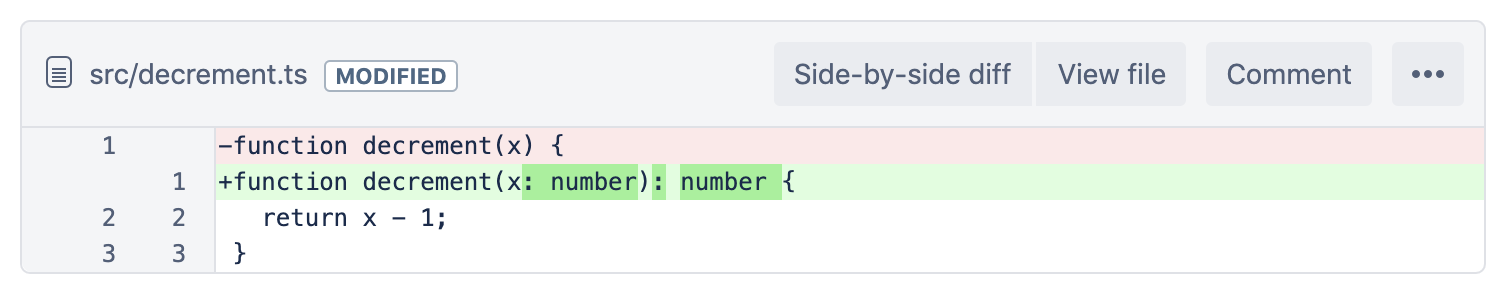 src/decrement.ts MODIFIED Side-by-side diff View file Comment •••
1 -function decrement(x) {
1 +function decrement(x: number): number {
2 2 return x - 1;
3 3 }